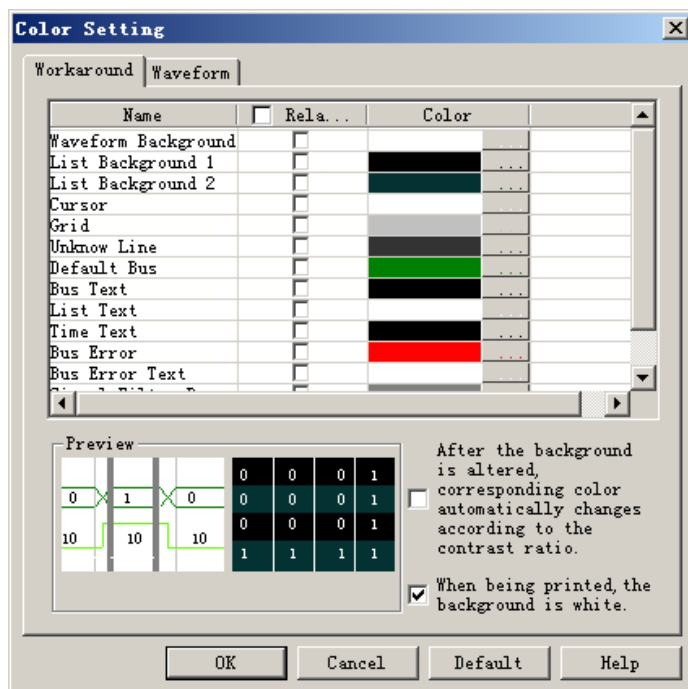 Color Setting
Workaround Waveform
Name Rela... Color
Waveform Background ...
List Background 1 ...
List Background 2 ...
Cursor ...
Grid ...
Unknow Line ...
Default Bus ...
Bus Text ...
List Text ...
Time Text ...
Bus Error ...
Bus Error Text ...
Preview
0 1 0
10 10 10
0 0 0 1
0 0 0 1
0 0 0 1
1 1 1 1
After the background
is altered,
corresponding color
automatically changes
according to the
contrast ratio.
When being printed, the
background is white.
OK Cancel Default Help